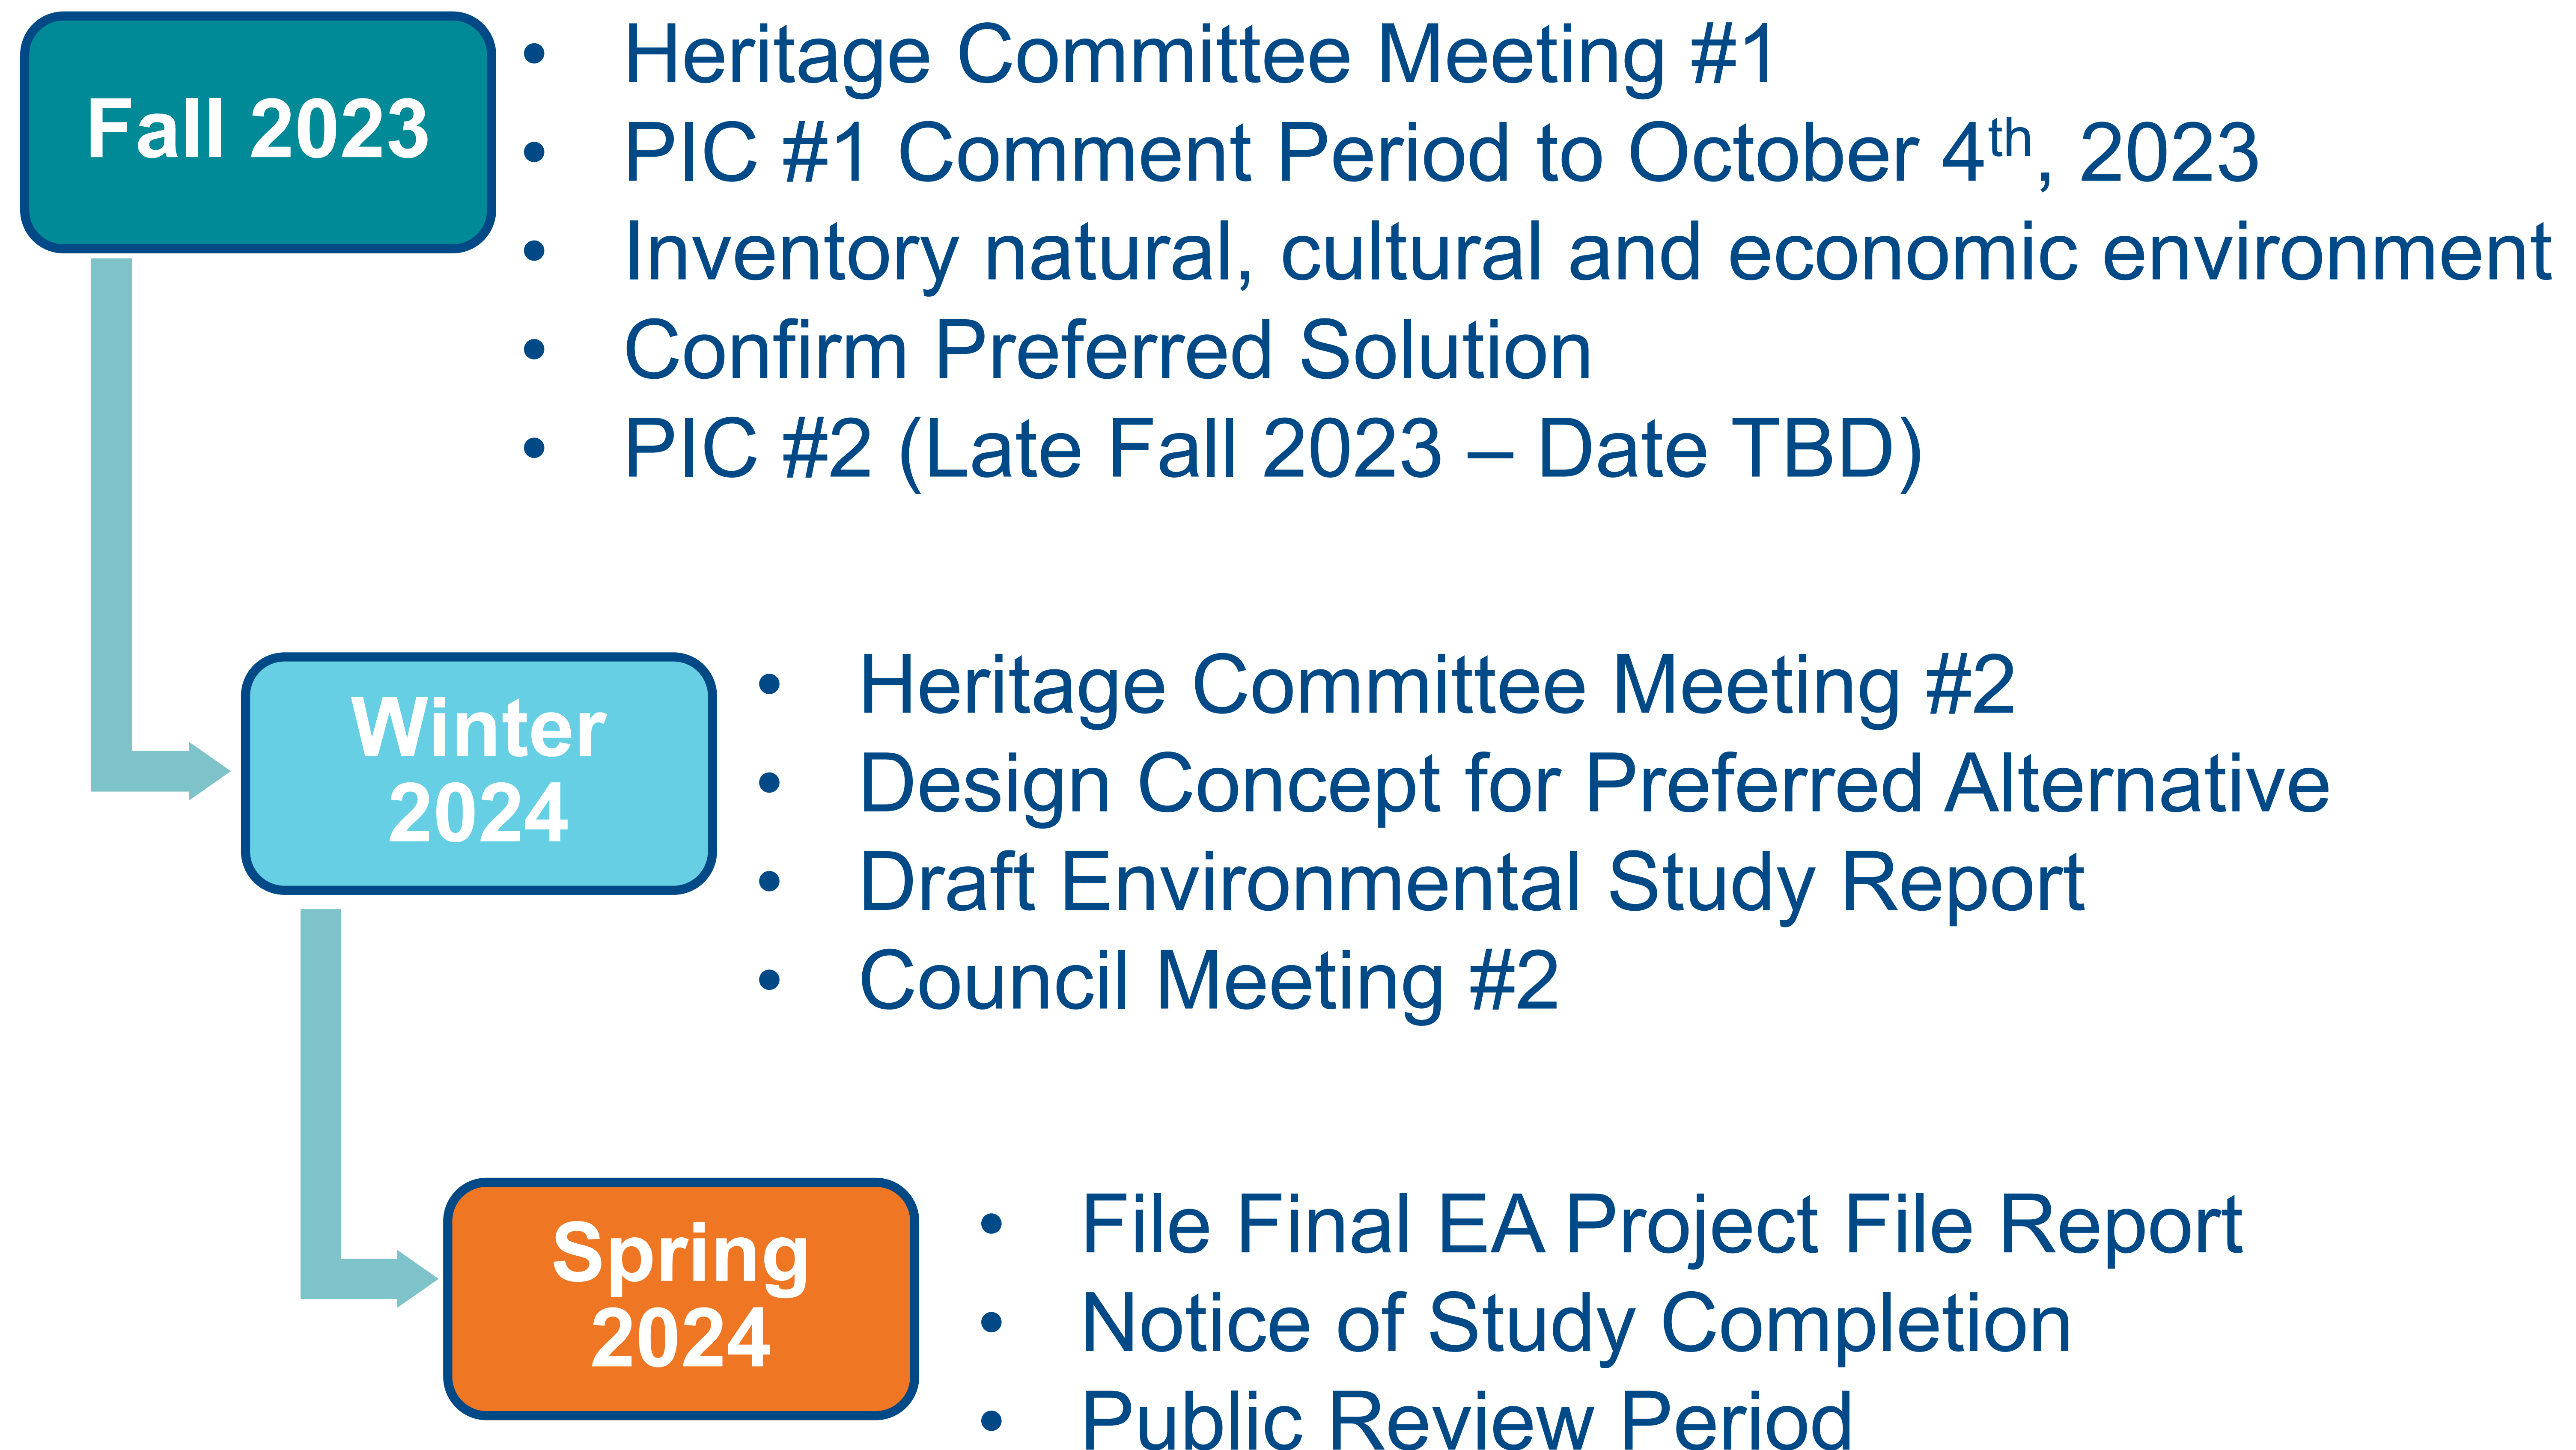 Fall 2023
• Heritage Committee Meeting #1
• PIC #1 Comment Period to October 4th, 2023
• Inventory natural, cultural and economic environment
• Confirm Preferred Solution
• PIC #2 (Late Fall 2023 – Date TBD)
Winter
2024
• Heritage Committee Meeting #2
• Design Concept for Preferred Alternative
• Draft Environmental Study Report
• Council Meeting #2
Spring
2024
• File Final EA Project File Report
• Notice of Study Completion
• Public Review Period